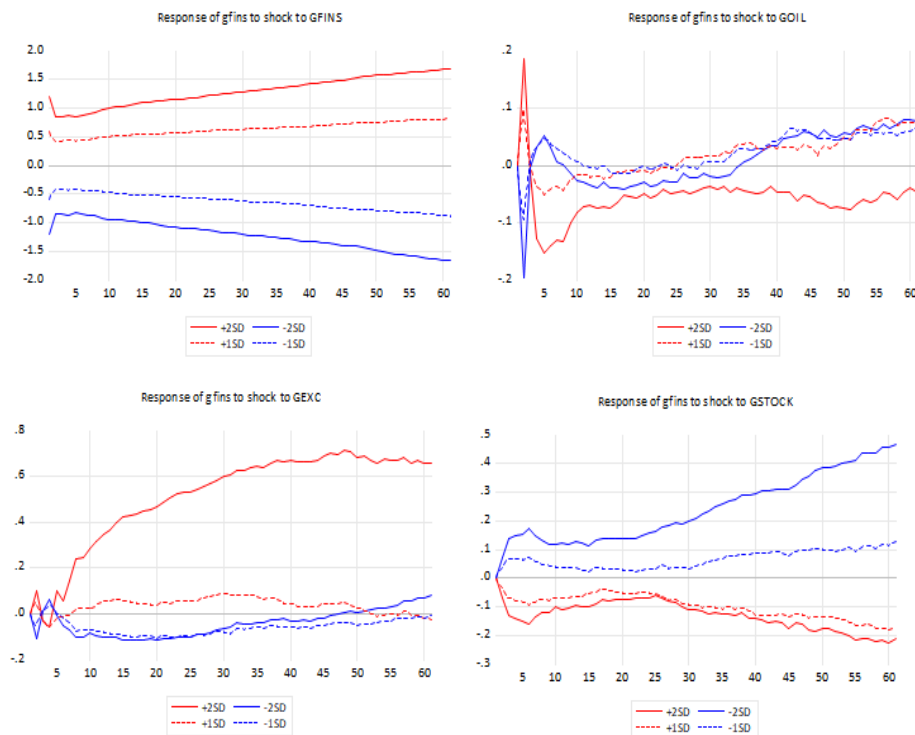 Response of gfins to shock to GFINS
2.0
1.5
1.0
0.5
0.0
-0.5
-1.0
-1.5
-2.0
5 10 15 20 25 30 35 40 45 50 55 60
+2SD -2SD
+1SD -1SD
Response of gfins to shock to GOIL
.2
.1
.0
-.1
-.2
5 10 15 20 25 30 35 40 45 50 55 60
+2SD -2SD
+1SD -1SD
Response of gfins to shock to GEXC
.8
.6
.4
.2
.0
-.2
5 10 15 20 25 30 35 40 45 50 55 60
+2SD -2SD
+1SD -1SD
Response of gfins to shock to GSTOCK
.5
.4
.3
.2
.1
.0
-.1
-.2
-.3
5 10 15 20 25 30 35 40 45 50 55 60
+2SD -2SD
+1SD -1SD